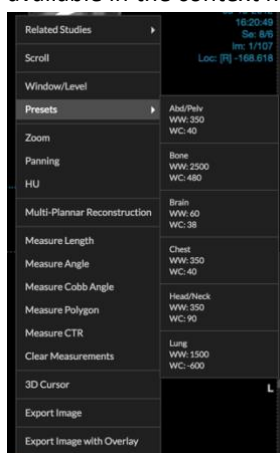 16:20:49
Se: 8/6
Im: 1/107
Loc: [R] -168.618
Related Studies
Scroll
Window/Level
Presets
Zoom
Panning
HU
Multi-Plannar Reconstruction
Measure Length
Measure Angle
Measure Cobb Angle
Measure Polygon
Measure CTR
Clear Measurements
3D Cursor
Export Image
Export Image with Overlay
Abd/Pelv
WW: 350
WC: 40
Bone
WW: 2500
WC: 480
Brain
WW: 60
WC: 38
Chest
WW: 350
WC: 40
Head/Neck
WW: 350
WC: 90
Lung
WW: 1500
WC: -600
L